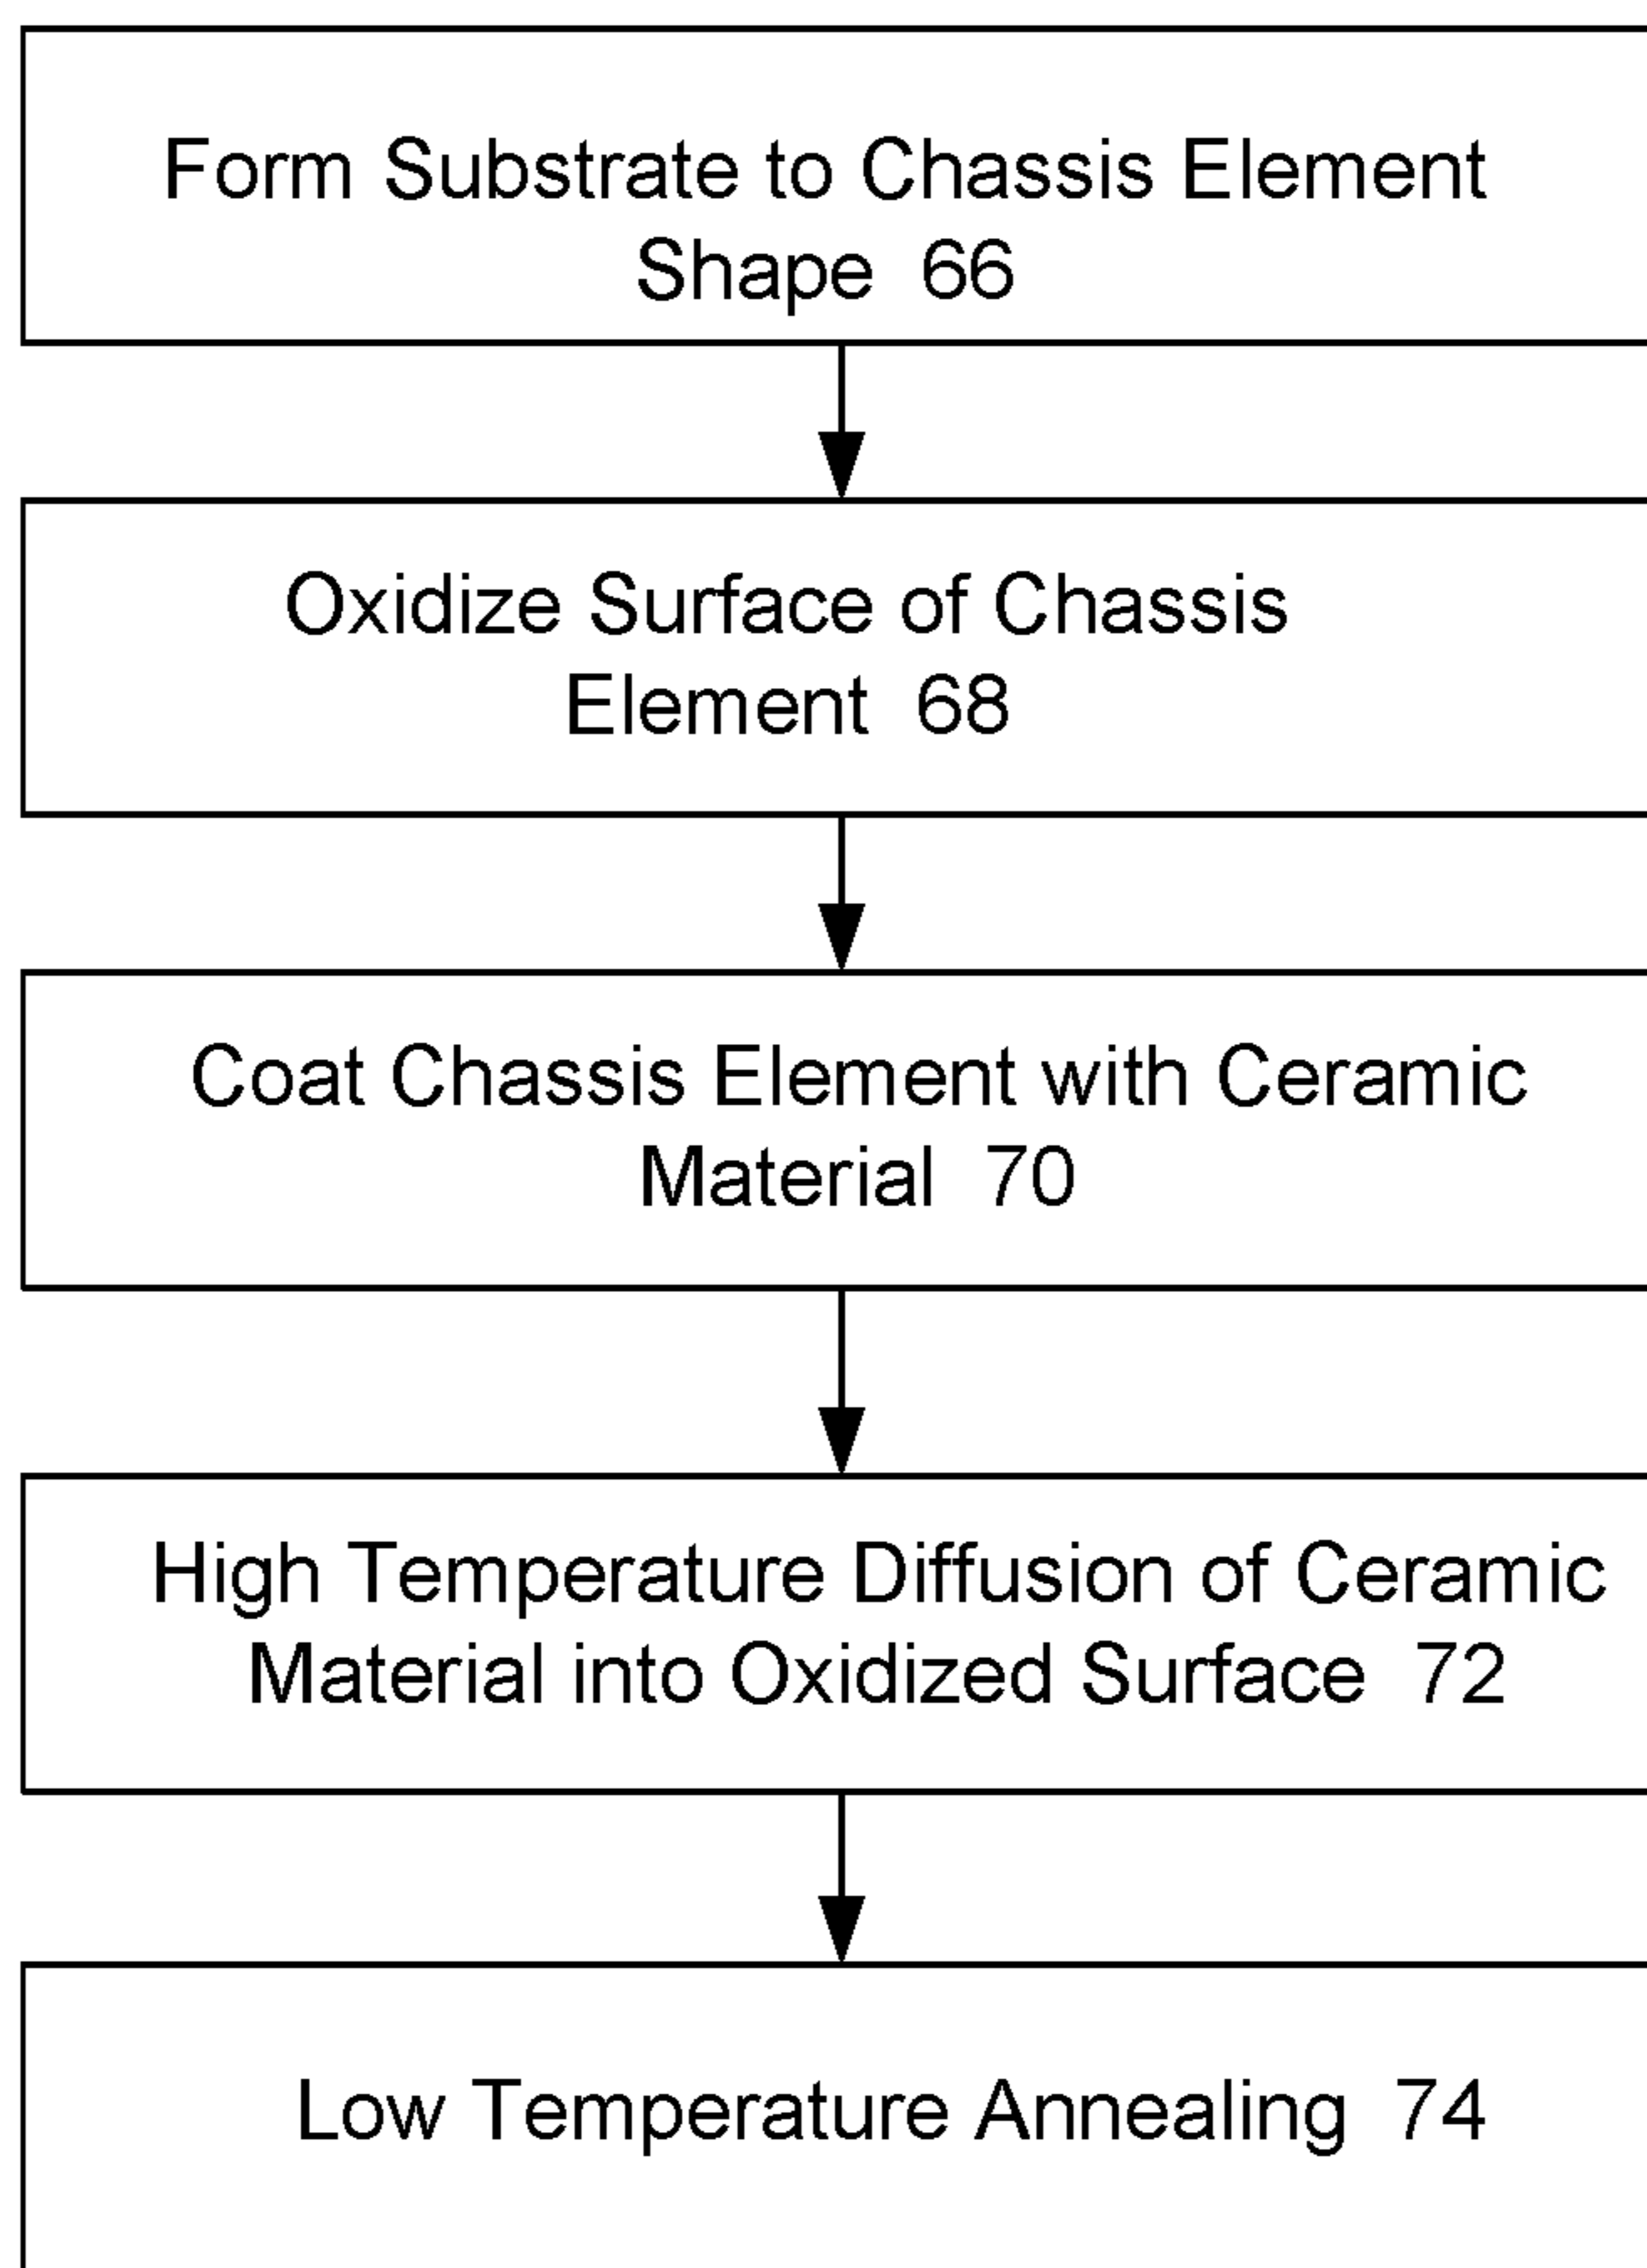 Form Substrate to Chassis Element
Shape 66
Oxidize Surface of Chassis
Element 68
Coat Chassis Element with Ceramic
Material 70
High Temperature Diffusion of Ceramic
Material into Oxidized Surface 72
Low Temperature Annealing 74